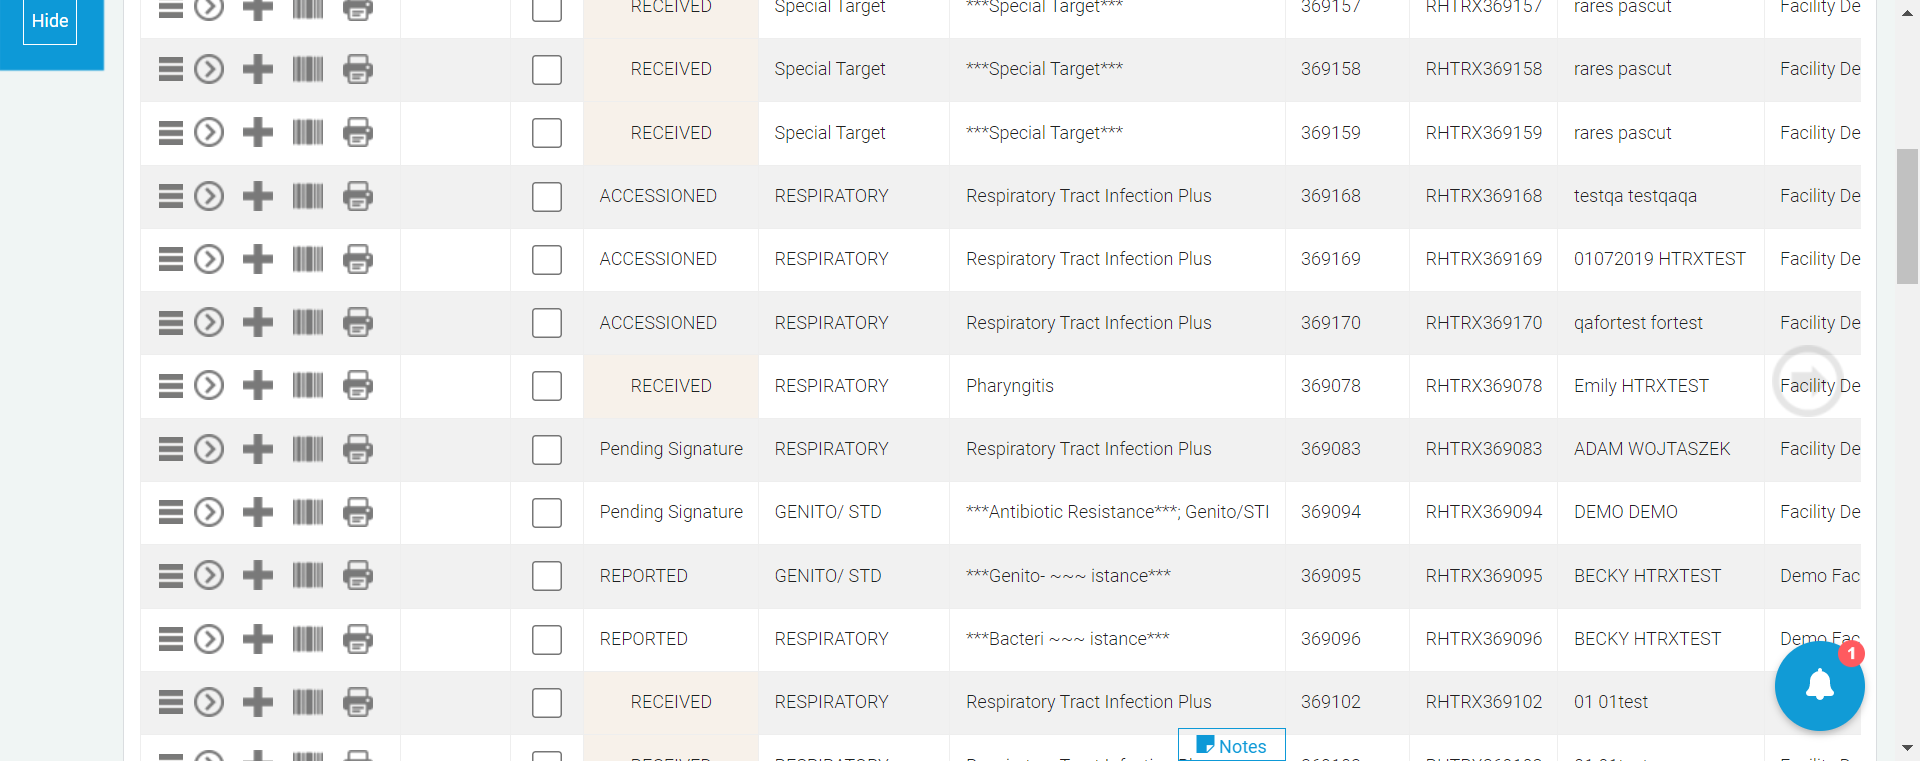 Hide
RECEIVED Special Target ***Special Target*** 369157 RHTRX369157 rares pascut Facility De
RECEIVED Special Target ***Special Target*** 369158 RHTRX369158 rares pascut Facility De
RECEIVED Special Target ***Special Target*** 369159 RHTRX369159 rares pascut Facility De
ACCESSIONED RESPIRATORY Respiratory Tract Infection Plus 369168 RHTRX369168 testqa testqaqa Facility De
ACCESSIONED RESPIRATORY Respiratory Tract Infection Plus 369169 RHTRX369169 01072019 HTRXTEST Facility De
ACCESSIONED RESPIRATORY Respiratory Tract Infection Plus 369170 RHTRX369170 qafortest fortest Facility De
RECEIVED RESPIRATORY Pharyngitis 369078 RHTRX369078 Emily HTRXTEST Facility De
Pending Signature RESPIRATORY Respiratory Tract Infection Plus 369083 RHTRX369083 ADAM WOJTASZEK Facility De
Pending Signature GENITO/ STD ***Antibiotic Resistance***; Genito/STI 369094 RHTRX369094 DEMO DEMO Facility De
REPORTED GENITO/ STD ***Genito- ~~~ istance*** 369095 RHTRX369095 BECKY HTRXTEST Demo Fac
REPORTED RESPIRATORY ***Bacteri ~~~ istance*** 369096 RHTRX369096 BECKY HTRXTEST Demo Fac
1
RECEIVED RESPIRATORY Respiratory Tract Infection Plus 369102 RHTRX369102 01 01test
Notes